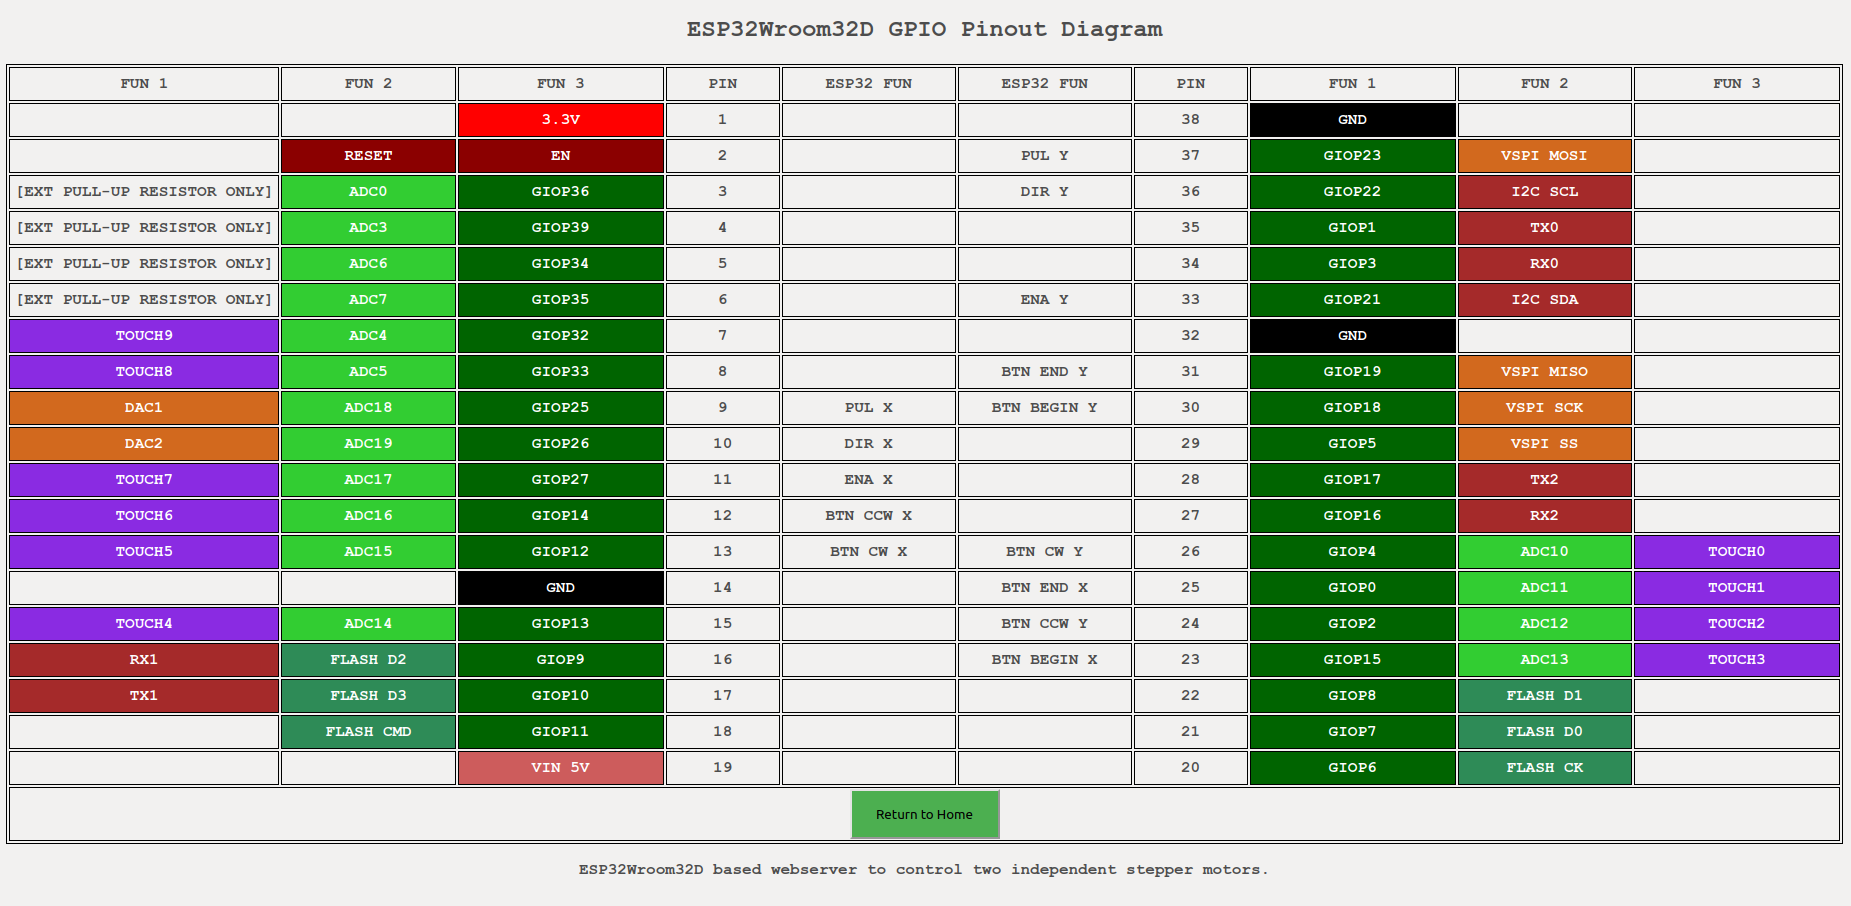 ESP32Wroom32D GPIO Pinout Diagram
FUN 1 FUN 2 FUN 3 PIN ESP32 FUN ESP32 FUN PIN FUN 1 FUN 2 FUN 3
3.3V 1 38 GND
RESET EN 2 PUL Y 37 GIOP23 VSPI MOSI
[EXT PULL-UP RESISTOR ONLY] ADC0 GIOP36 3 DIR Y 36 GIOP22 I2C SCL
[EXT PULL-UP RESISTOR ONLY] ADC3 GIOP39 4 35 GIOP1 TX0
[EXT PULL-UP RESISTOR ONLY] ADC6 GIOP34 5 34 GIOP3 RX0
[EXT PULL-UP RESISTOR ONLY] ADC7 GIOP35 6 ENA Y 33 GIOP21 I2C SDA
TOUCH9 ADC4 GIOP32 7 32 GND
TOUCH8 ADC5 GIOP33 8 BTN END Y 31 GIOP19 VSPI MISO
DAC1 ADC18 GIOP25 9 PUL X BTN BEGIN Y 30 GIOP18 VSPI SCK
DAC2 ADC19 GIOP26 10 DIR X 29 GIOP5 VSPI SS
TOUCH7 ADC17 GIOP27 11 ENA X 28 GIOP17 TX2
TOUCH6 ADC16 GIOP14 12 BTN CCW X 27 GIOP16 RX2
TOUCH5 ADC15 GIOP12 13 BTN CW X BTN CW Y 26 GIOP4 ADC10 TOUCH0
GND 14 BTN END X 25 GIOP0 ADC11 TOUCH1
TOUCH4 ADC14 GIOP13 15 BTN CCW Y 24 GIOP2 ADC12 TOUCH2
RX1 FLASH D2 GIOP9 16 BTN BEGIN X 23 GIOP15 ADC13 TOUCH3
TX1 FLASH D3 GIOP10 17 22 GIOP8 FLASH D1
FLASH CMD GIOP11 18 21 GIOP7 FLASH D0
VIN 5V 19 20 GIOP6 FLASH CK
Return to Home
ESP32Wroom32D based webserver to control two independent stepper motors.